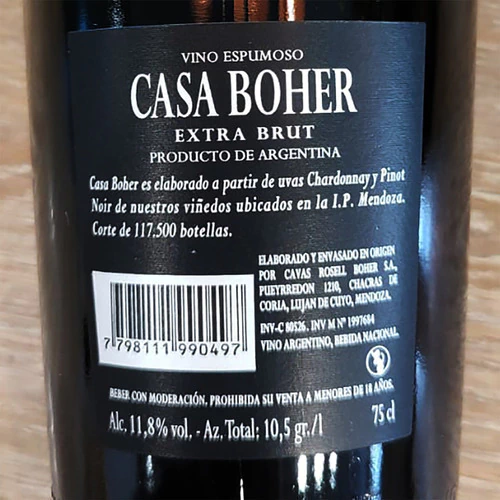 VINO ESPUMOSO
CASA BOHER
EXTRA BRUT
PRODUCTO DE ARGENTINA
Casa Boher es elaborado a partir de uvas Chardonnay y Pinot
Noir de nuestros viñedos ubicados en la I.P. Mendoza.
Corte de 117.500 botellas.
ELABORADO Y ENVASADO EN ORIGEN
POR CAVAS ROSELL BOHER S.A.,
PUEYRREDON 1210, CHACRAS DE
CORIA, LUJAN DE CUYO, MENDOZA.
INV-C 80526. INV M Nº 1997684
VINO ARGENTINO, BEBIDA NACIONAL.
7 798111 990497
BEBER CON MODERACIÓN. PROHIBIDA SU VENTA A MENORES DE 18 AÑOS.
Alc. 11,8% vol. - Az. Total: 10,5 gr./l
75 cl